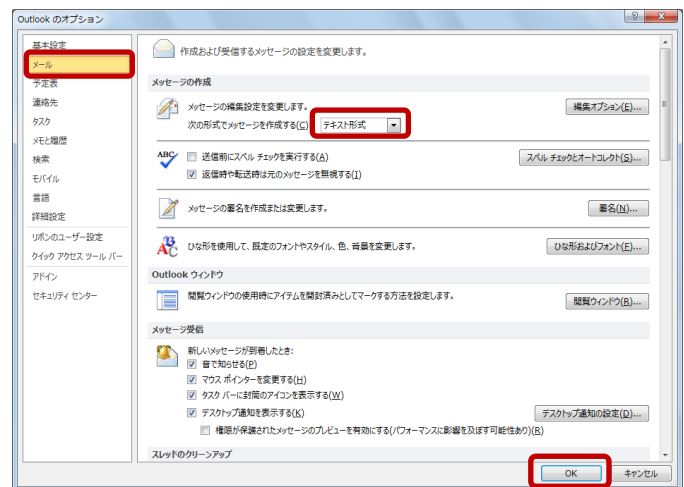 Outlook のオプション
基本設定
メール
予定表
連絡先
タスク
メモと履歴
検索
モバイル
言語
詳細設定
リボンのユーザー設定
クイック アクセス ツール バー
アドイン
セキュリティ センター
作成および受信するメッセージの設定を変更します。
メッセージの作成
メッセージの編集設定を変更します。
編集オプション(E)...
次の形式でメッセージを作成する(C):
テキスト形式
ABC
送信前にスペル チェックを実行する(A)
スペル チェックとオートコレクト(S)...
返信時や転送時は元のメッセージを無視する(I)
メッセージの署名を作成または変更します。
署名(N)...
ひな形を使用して、既定のフォントやスタイル、色、背景を変更します。
ひな形およびフォント(F)...
Outlook ウィンドウ
閲覧ウィンドウの使用時にアイテムを開封済みとしてマークする方法を設定します。
閲覧ウィンドウ(R)...
メッセージ受信
新しいメッセージが到着したとき:
音で知らせる(P)
マウス ポインターを変更する(H)
タスク バーに封筒のアイコンを表示する(W)
デスクトップ通知を表示する(K)
デスクトップ通知の設定(D)...
権限が保護されたメッセージのプレビューを有効にする(パフォーマンスに影響を及ぼす可能性あり)(R)
スレッドのクリーンアップ
OK
キャンセル